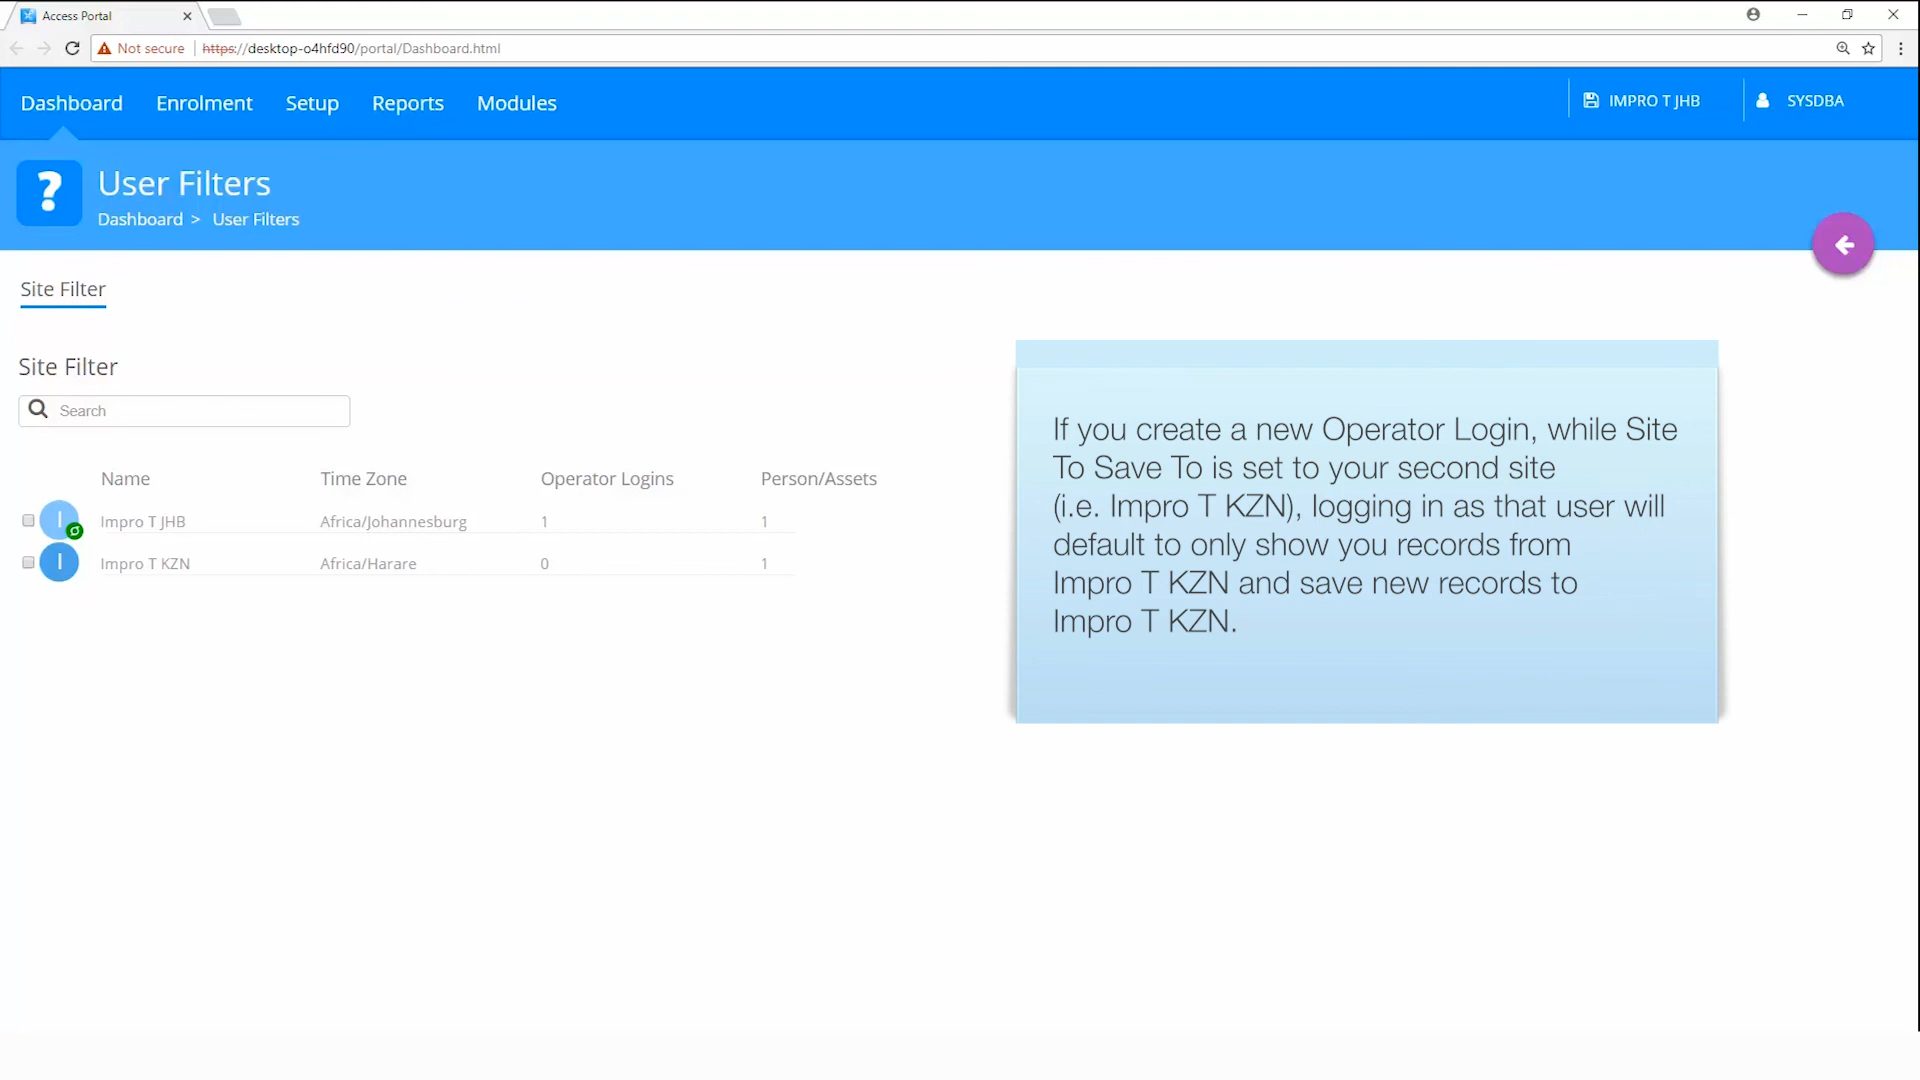 Access Portal
Not secure https://desktop-o4hfd90/portal/Dashboard.html
Dashboard Enrolment Setup Reports Modules IMPRO T JHB SYSDBA
? User Filters
Dashboard > User Filters
Site Filter
Site Filter
Search
Name Time Zone Operator Logins Person/Assets
I Impro T JHB Africa/Johannesburg 1 1
I Impro T KZN Africa/Harare 0 1
If you create a new Operator Login, while Site
To Save To is set to your second site
(i.e. Impro T KZN), logging in as that user will
default to only show you records from
Impro T KZN and save new records to
Impro T KZN.